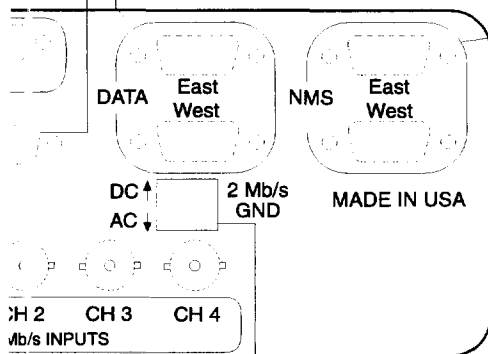 DATA
East
West
NMS
East
West
DC
AC
2 Mb/s
GND
MADE IN USA
CH 2
CH 3
CH 4
Mb/s INPUTS